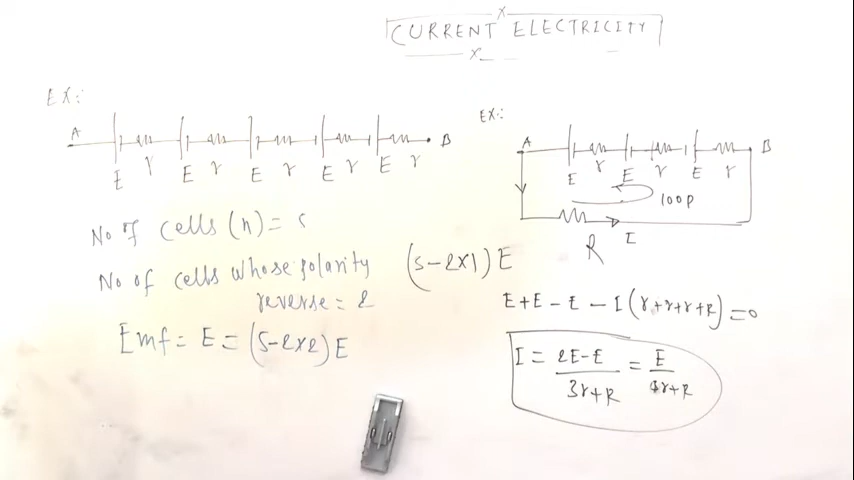 CURRENT ELECTRICITY
EX:
A B
E r E r E r E r E r
No of cells (n) = 5
No of cells whose polarity
reverse = 2
(5-2×1) E
Emf = E = (5-2×2) E
EX:
A B
E r E r E r
loop
R I
E+E-E-I(r+r+r+R)=0
I = 2E-E / 3r+R = E / 3r+R